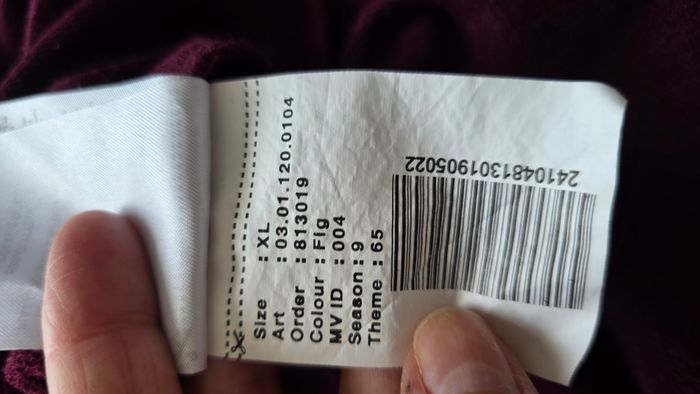 Size : XL
Art : 03.01.120.0104
Order : 813019
Colour : Fig
MV ID : 004
Season : 9
Theme : 65
2410481301905022